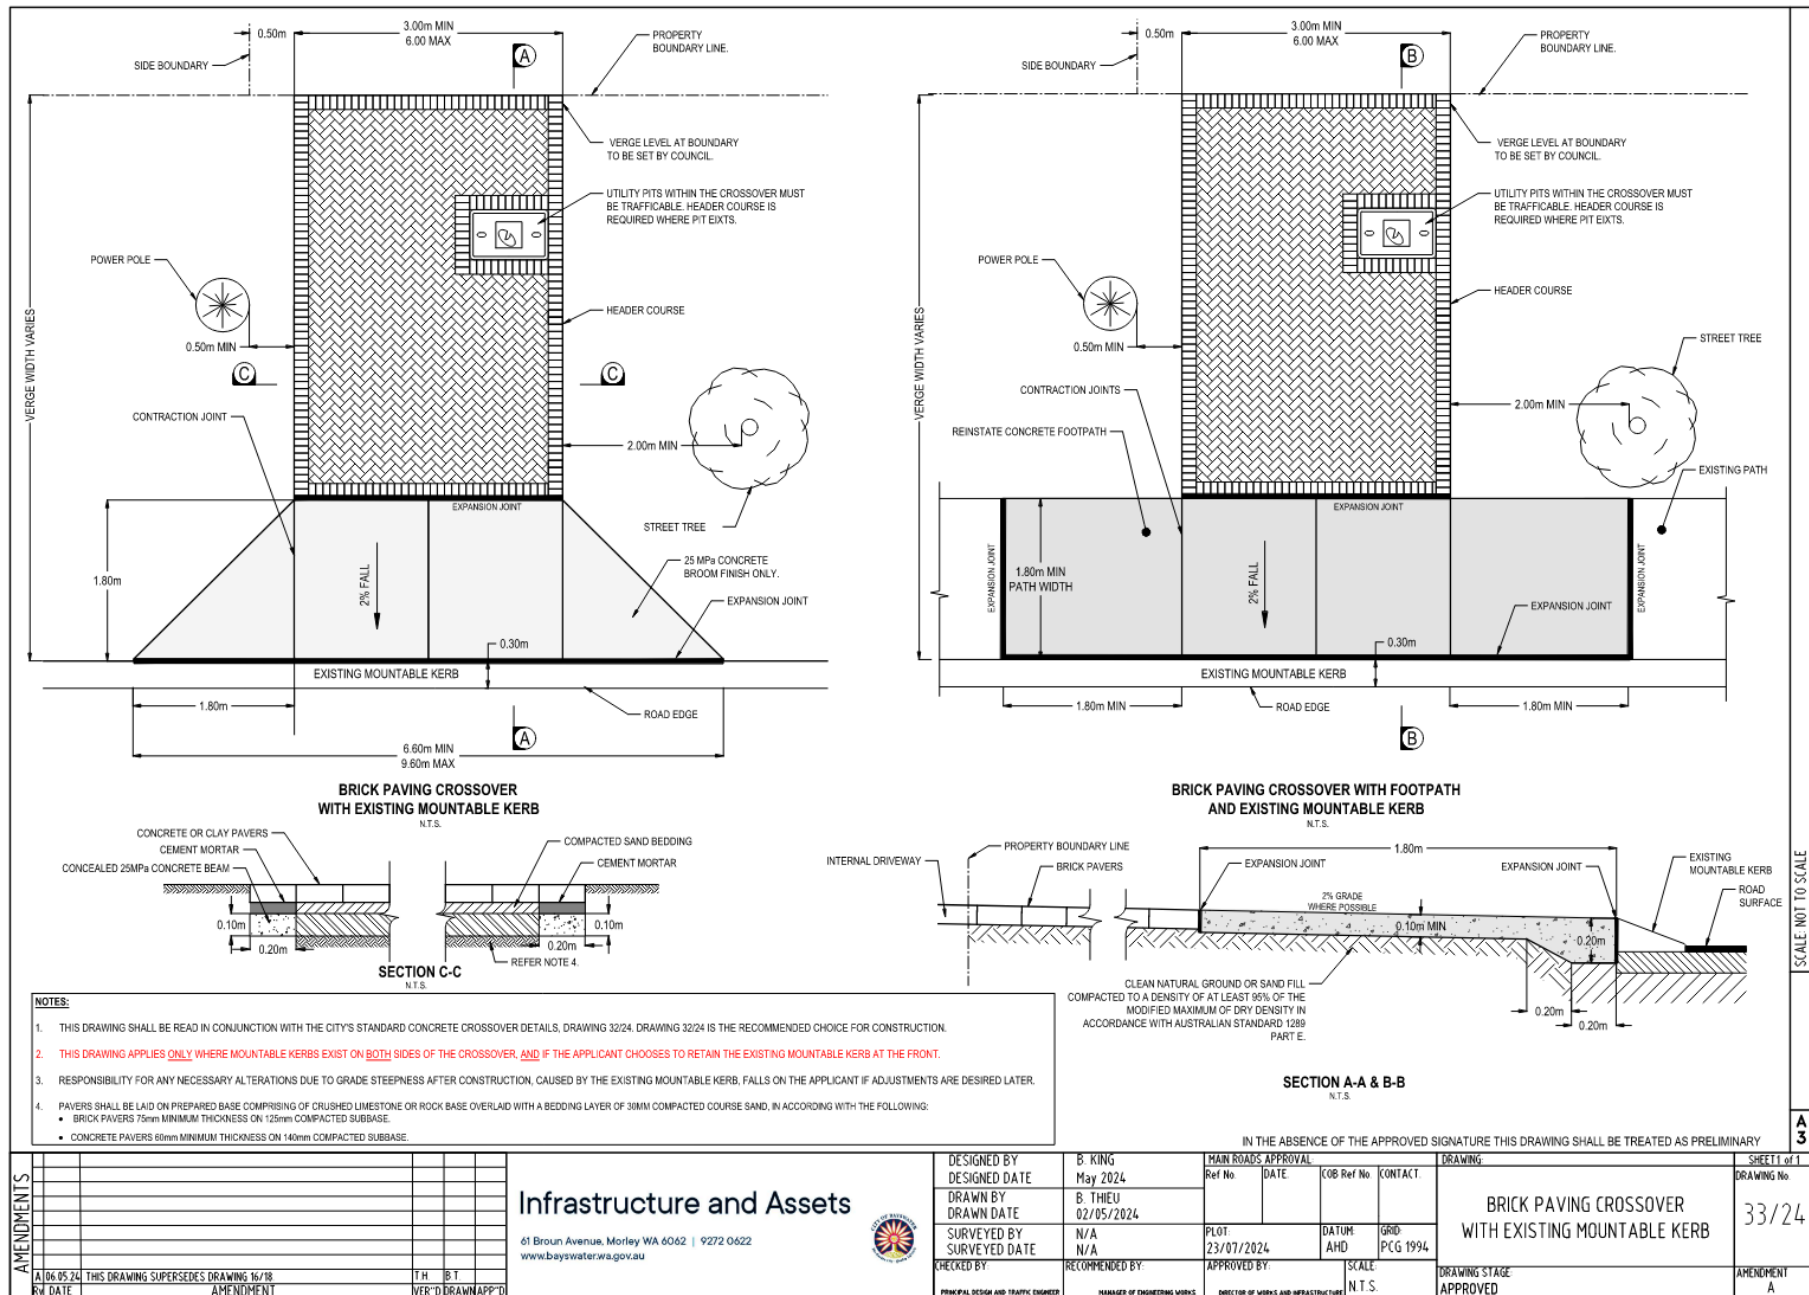 0.50m
3.00m MIN
6.00 MAX
A
PROPERTY
BOUNDARY LINE.
SIDE BOUNDARY
VERGE LEVEL AT BOUNDARY
TO BE SET BY COUNCIL.
UTILITY PITS WITHIN THE CROSSOVER MUST
BE TRAFFICABLE. HEADER COURSE IS
REQUIRED WHERE PIT EIXTS.
POWER POLE
HEADER COURSE
0.50m MIN
VERGE WIDTH VARIES
C
C
CONTRACTION JOINT
2.00m MIN
EXPANSION JOINT
STREET TREE
1.80m
2% FALL
25 MPa CONCRETE
BROOM FINISH ONLY.
EXPANSION JOINT
0.30m
EXISTING MOUNTABLE KERB
1.80m
ROAD EDGE
A
6.60m MIN
9.60m MAX
BRICK PAVING CROSSOVER
WITH EXISTING MOUNTABLE KERB
N.T.S.
0.50m
3.00m MIN
6.00 MAX
B
PROPERTY
BOUNDARY LINE.
SIDE BOUNDARY
VERGE LEVEL AT BOUNDARY
TO BE SET BY COUNCIL.
UTILITY PITS WITHIN THE CROSSOVER MUST
BE TRAFFICABLE. HEADER COURSE IS
REQUIRED WHERE PIT EIXTS.
POWER POLE
HEADER COURSE
0.50m MIN
VERGE WIDTH VARIES
STREET TREE
CONTRACTION JOINTS
2.00m MIN
REINSTATE CONCRETE FOOTPATH
EXISTING PATH
EXPANSION JOINT
EXPANSION JOINT
1.80m MIN
PATH WIDTH
2% FALL
EXPANSION JOINT
EXPANSION JOINT
0.30m
EXISTING MOUNTABLE KERB
1.80m MIN
ROAD EDGE
1.80m MIN
B
BRICK PAVING CROSSOVER WITH FOOTPATH
AND EXISTING MOUNTABLE KERB
N.T.S.
CONCRETE OR CLAY PAVERS
CEMENT MORTAR
CONCEALED 25MPa CONCRETE BEAM
COMPACTED SAND BEDDING
CEMENT MORTAR
0.10m
0.10m
0.20m
0.20m
REFER NOTE 4.
SECTION C-C
N.T.S.
INTERNAL DRIVEWAY
PROPERTY BOUNDARY LINE
BRICK PAVERS
1.80m
EXPANSION JOINT
EXPANSION JOINT
EXISTING
MOUNTABLE KERB
ROAD
SURFACE
2% GRADE
WHERE POSSIBLE
0.10m MIN
0.20m
CLEAN NATURAL GROUND OR SAND FILL
COMPACTED TO A DENSITY OF AT LEAST 95% OF THE
MODIFIED MAXIMUM OF DRY DENSITY IN
ACCORDANCE WITH AUSTRALIAN STANDARD 1289
PART E.
0.20m
0.20m
SECTION A-A & B-B
N.T.S.
SCALE: NOT TO SCALE
A
3
NOTES:
1. THIS DRAWING SHALL BE READ IN CONJUNCTION WITH THE CITY'S STANDARD CONCRETE CROSSOVER DETAILS, DRAWING 32/24. DRAWING 32/24 IS THE RECOMMENDED CHOICE FOR CONSTRUCTION.
2. THIS DRAWING APPLIES ONLY WHERE MOUNTABLE KERBS EXIST ON BOTH SIDES OF THE CROSSOVER, AND IF THE APPLICANT CHOOSES TO RETAIN THE EXISTING MOUNTABLE KERB AT THE FRONT.
3. RESPONSIBILITY FOR ANY NECESSARY ALTERATIONS DUE TO GRADE STEEPNESS AFTER CONSTRUCTION, CAUSED BY THE EXISTING MOUNTABLE KERB, FALLS ON THE APPLICANT IF ADJUSTMENTS ARE DESIRED LATER.
4. PAVERS SHALL BE LAID ON PREPARED BASE COMPRISING OF CRUSHED LIMESTONE OR ROCK BASE OVERLAID WITH A BEDDING LAYER OF 30MM COMPACTED COURSE SAND, IN ACCORDING WITH THE FOLLOWING:
• BRICK PAVERS 75mm MINIMUM THICKNESS ON 125mm COMPACTED SUBBASE.
• CONCRETE PAVERS 60mm MINIMUM THICKNESS ON 140mm COMPACTED SUBBASE.
IN THE ABSENCE OF THE APPROVED SIGNATURE THIS DRAWING SHALL BE TREATED AS PRELIMINARY
AMENDMENTS
A 06.05.24 THIS DRAWING SUPERSEDES DRAWING 16/18 T.H B.T
Rv DATE AMENDMENT VER'D DRAWN APP'D
Infrastructure and Assets
61 Broun Avenue, Morley WA 6062 | 9272 0622
www.bayswater.wa.gov.au
CITY OF BAYSWATER
DESIGNED BY B. KING
DESIGNED DATE May 2024
DRAWN BY B. THIEU
DRAWN DATE 02/05/2024
SURVEYED BY N/A
SURVEYED DATE N/A
CHECKED BY:
PRINCIPAL DESIGN AND TRAFFIC ENGINEER
RECOMMENDED BY:
MANAGER OF ENGINEERING WORKS
MAIN ROADS APPROVAL:
Ref No. DATE. COB Ref No. CONTACT.
PLOT:
23/07/2024
DATUM:
AHD
GRID:
PCG 1994
APPROVED BY:
DIRECTOR OF WORKS AND INFRASTRUCTURE
SCALE:
N.T.S.
DRAWING:
BRICK PAVING CROSSOVER
WITH EXISTING MOUNTABLE KERB
DRAWING STAGE:
APPROVED
SHEET 1 of 1
DRAWING No.
33/24
AMENDMENT
A